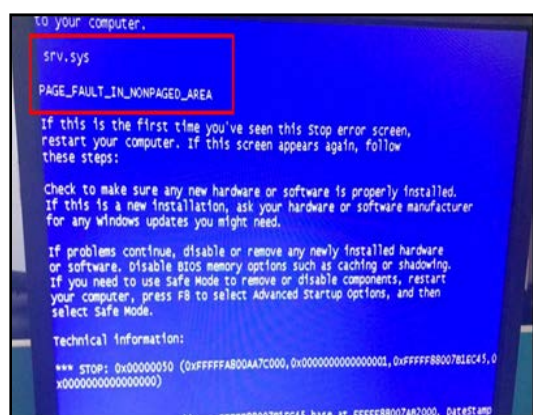 to your computer.
srv.sys
PAGE_FAULT_IN_NONPAGED_AREA
If this is the first time you've seen this Stop error screen,
restart your computer. If this screen appears again, follow
these steps:
Check to make sure any new hardware or software is properly installed.
If this is a new installation, ask your hardware or software manufacturer
for any Windows updates you might need.
If problems continue, disable or remove any newly installed hardware
or software. Disable BIOS memory options such as caching or shadowing.
If you need to use Safe Mode to remove or disable components, restart
your computer, press F8 to select Advanced Startup Options, and then
select Safe Mode.
Technical information:
*** STOP: 0x00000050 (0xFFFFFA800AA7C000,0x0000000000000001,0xFFFFF88007B1EC45,0
x0000000000000000)
base at FFFFF88007AB2000, DateStamp